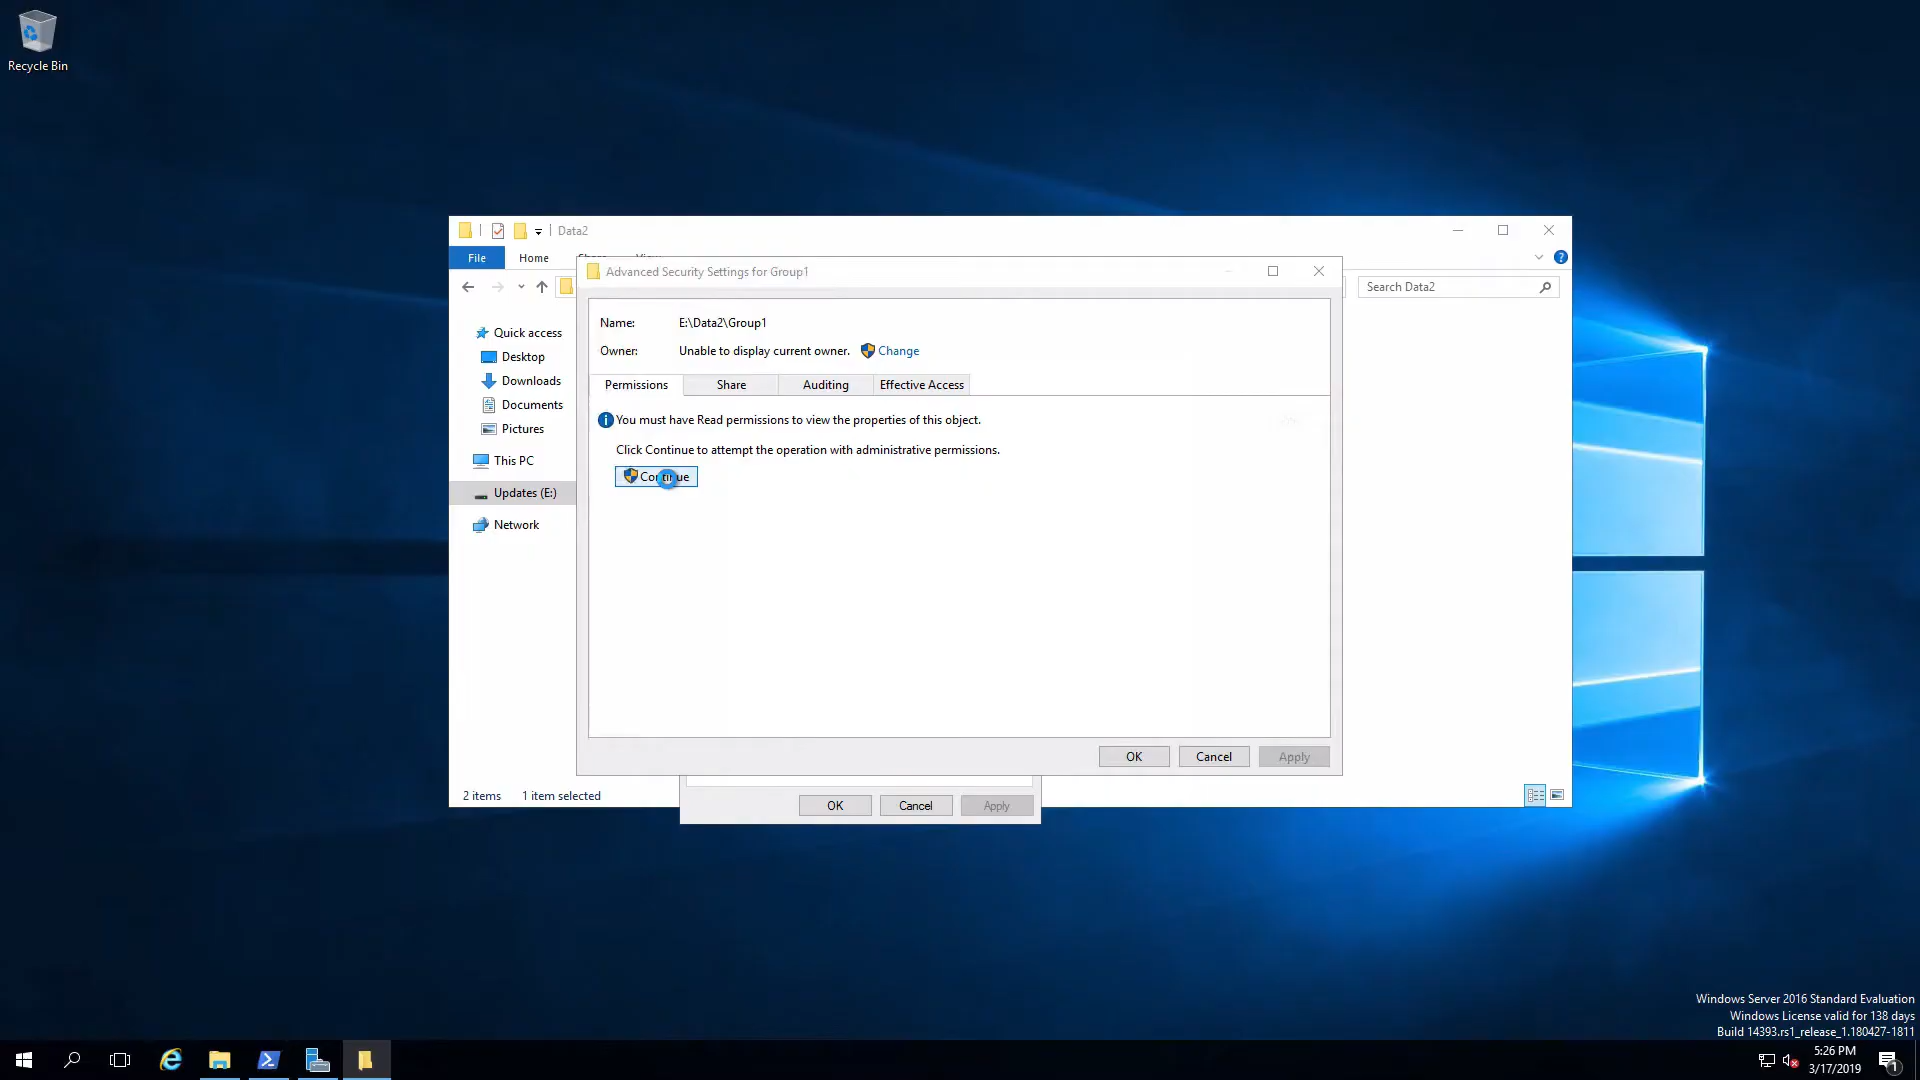 Recycle Bin
Data2
File
Home
Search Data2
Advanced Security Settings for Group1
Name:
E:\Data2\Group1
Owner:
Unable to display current owner.
Change
Permissions
Share
Auditing
Effective Access
You must have Read permissions to view the properties of this object.
Click Continue to attempt the operation with administrative permissions.
Continue
OK
Cancel
Apply
Quick access
Desktop
Downloads
Documents
Pictures
This PC
Updates (E:)
Network
2 items
1 item selected
OK
Cancel
Apply
Windows Server 2016 Standard Evaluation
Windows License valid for 138 days
Build 14393.rs1_release_1.180427-1811
5:26 PM
3/17/2019
1